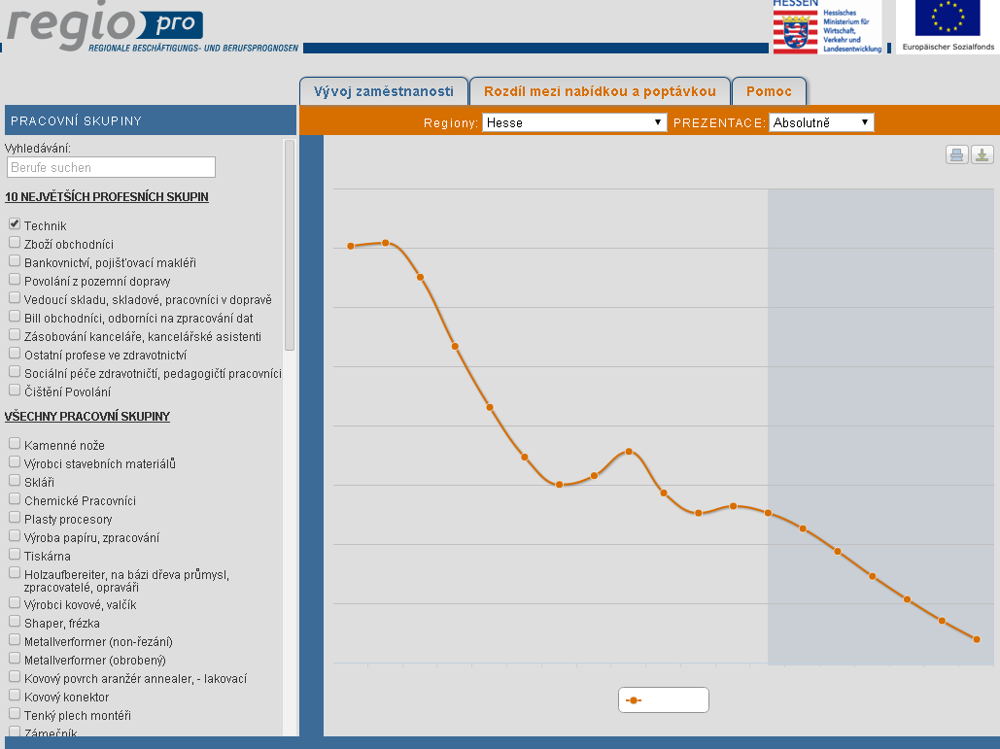 regio pro
REGIONALE BESCHÄFTIGUNGS- UND BERUFSPROGNOSEN
HESSEN
Hessisches
Ministerium für
Wirtschaft,
Verkehr und
Landesentwicklung
Europäischer Sozialfonds
Vývoj zaměstnanosti
Rozdíl mezi nabídkou a poptávkou
Pomoc
PRACOVNÍ SKUPINY
Regiony: Hesse PREZENTACE: Absolutně
Vyhledávání:
Berufe suchen
10 NEJVĚTŠÍCH PROFESNÍCH SKUPIN
Technik
Zboží obchodníci
Bankovnictví, pojišťovací makléři
Povolání z pozemní dopravy
Vedoucí skladu, skladové, pracovníci v dopravě
Bill obchodníci, odborníci na zpracování dat
Zásobování kanceláře, kancelářské asistenti
Ostatní profese ve zdravotnictví
Sociální péče zdravotničtí, pedagogičtí pracovníci
Čištění Povolání
VŠECHNY PRACOVNÍ SKUPINY
Kamenné nože
Výrobci stavebních materiálů
Skláři
Chemické Pracovníci
Plasty procesory
Výroba papíru, zpracování
Tiskárna
Holzaufbereiter, na bázi dřeva průmysl,
zpracovatelé, opraváři
Výrobci kovové, valčík
Shaper, frézka
Metallverformer (non-řezání)
Metallverformer (obrobený)
Kovový povrch aranžér annealer, - lakovací
Kovový konektor
Tenký plech montéři
Zámečník